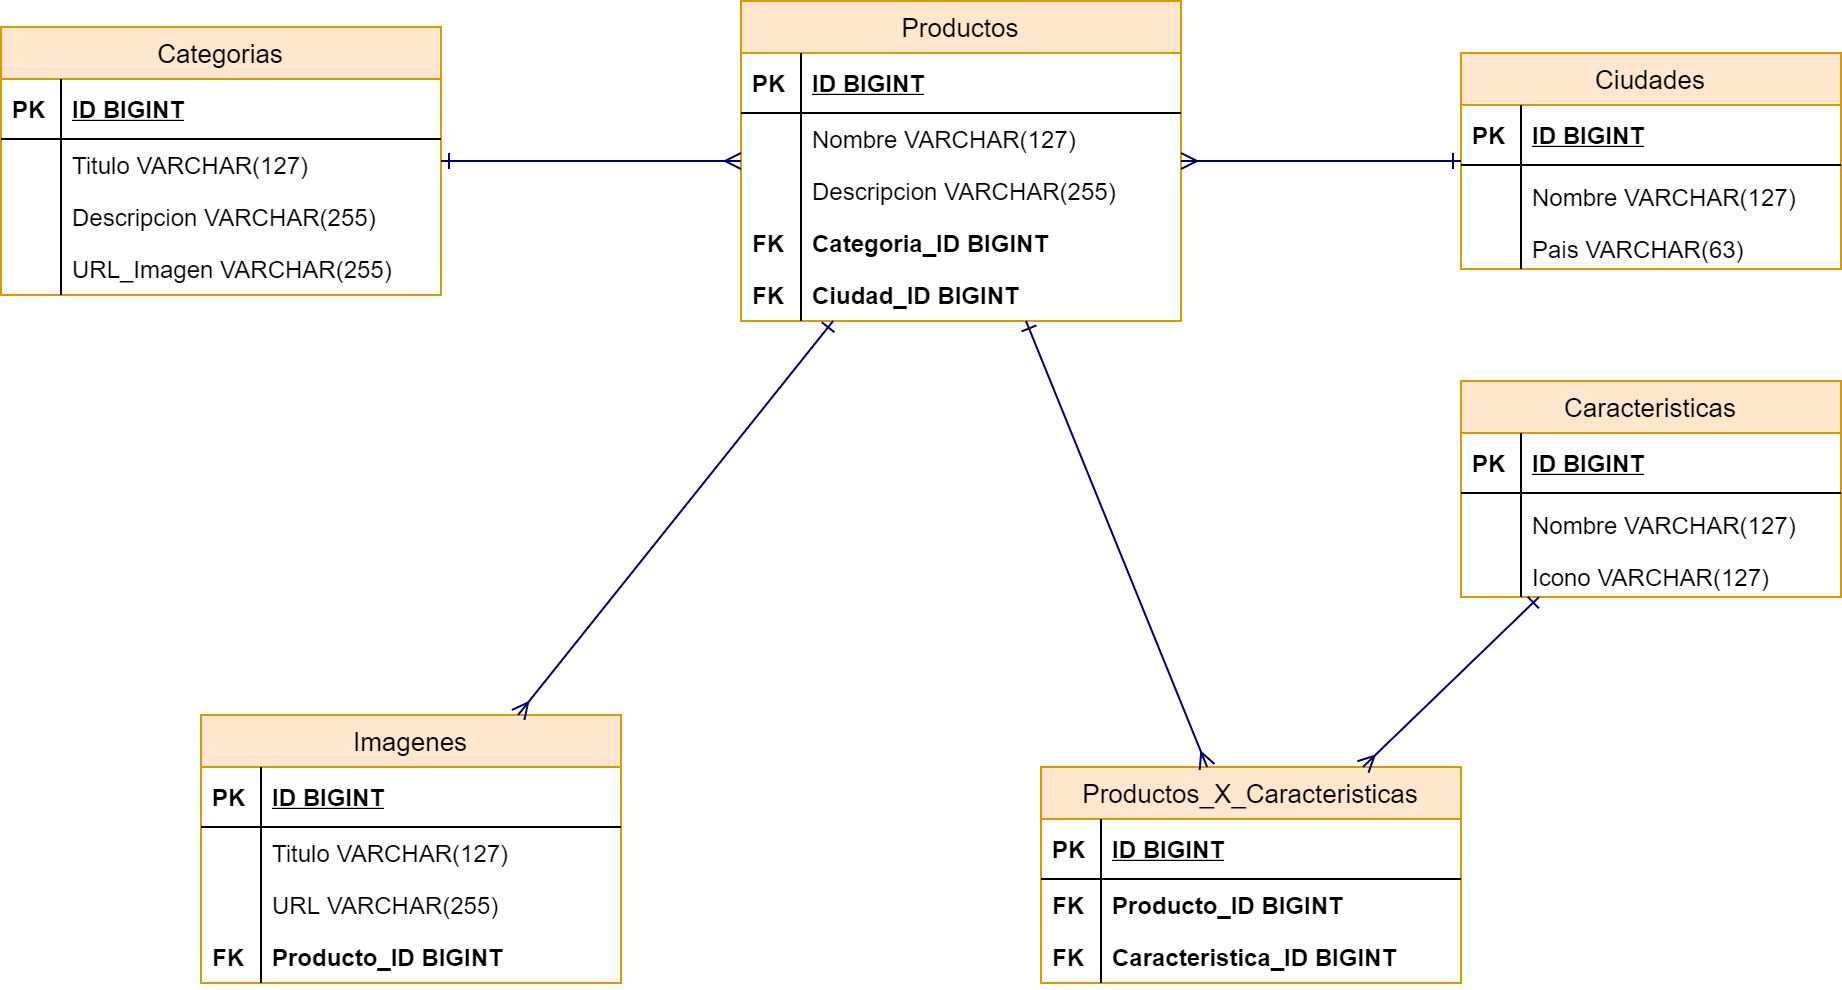 Categorias
PK ID BIGINT
Titulo VARCHAR(127)
Descripcion VARCHAR(255)
URL_Imagen VARCHAR(255)
Productos
PK ID BIGINT
Nombre VARCHAR(127)
Descripcion VARCHAR(255)
FK Categoria_ID BIGINT
FK Ciudad_ID BIGINT
Ciudades
PK ID BIGINT
Nombre VARCHAR(127)
Pais VARCHAR(63)
Caracteristicas
PK ID BIGINT
Nombre VARCHAR(127)
Icono VARCHAR(127)
Imagenes
PK ID BIGINT
Titulo VARCHAR(127)
URL VARCHAR(255)
FK Producto_ID BIGINT
Productos_X_Caracteristicas
PK ID BIGINT
FK Producto_ID BIGINT
FK Caracteristica_ID BIGINT